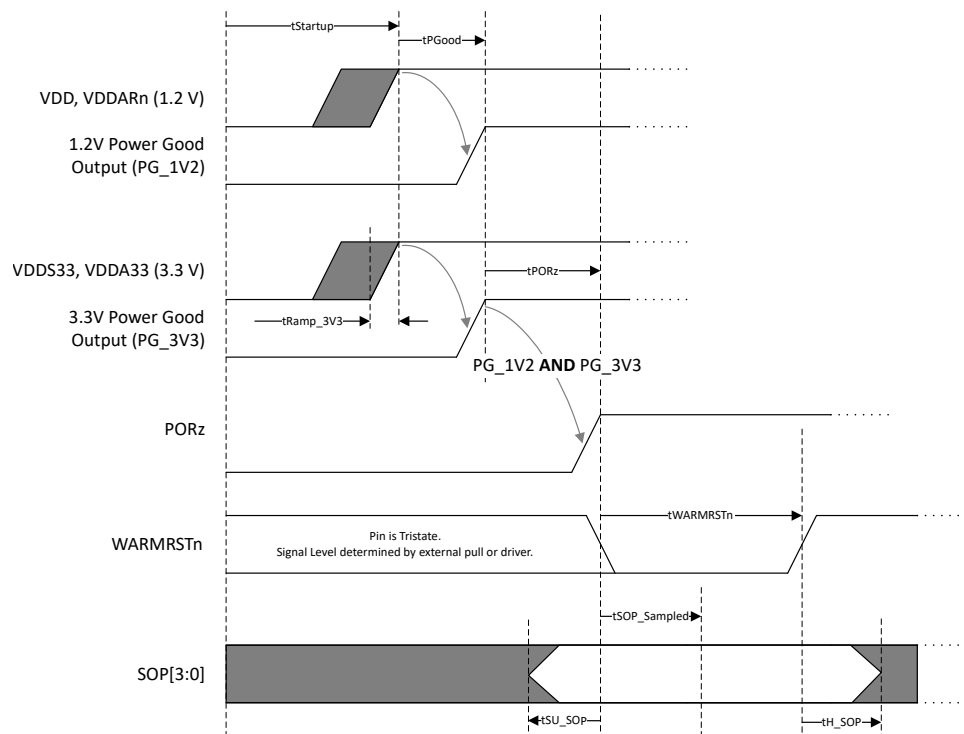 tStartup
tPGood
VDD, VDDARn (1.2 V)
1.2V Power Good
Output (PG_1V2)
VDDS33, VDDA33 (3.3 V)
tPORz
3.3V Power Good
Output (PG_3V3)
tRamp_3V3
PG_1V2 AND PG_3V3
PORz
tWARMRSTn
WARMRSTn
Pin is Tristate.
Signal Level determined by external pull or driver.
tSOP_Sampled
SOP[3:0]
tSU_SOP
tH_SOP